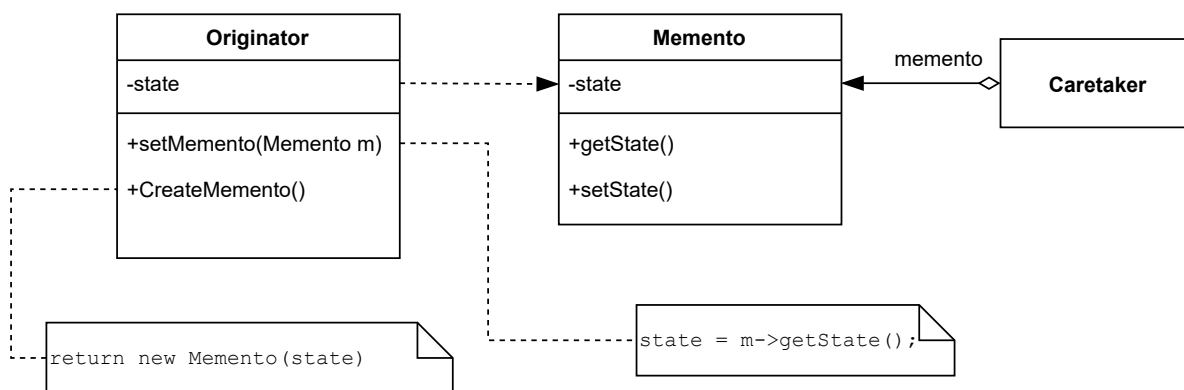 Originator
-state
+setMemento(Memento m)
+CreateMemento()
Memento
-state
+getState()
+setState()
memento
Caretaker
return new Memento(state)
state = m->getState();